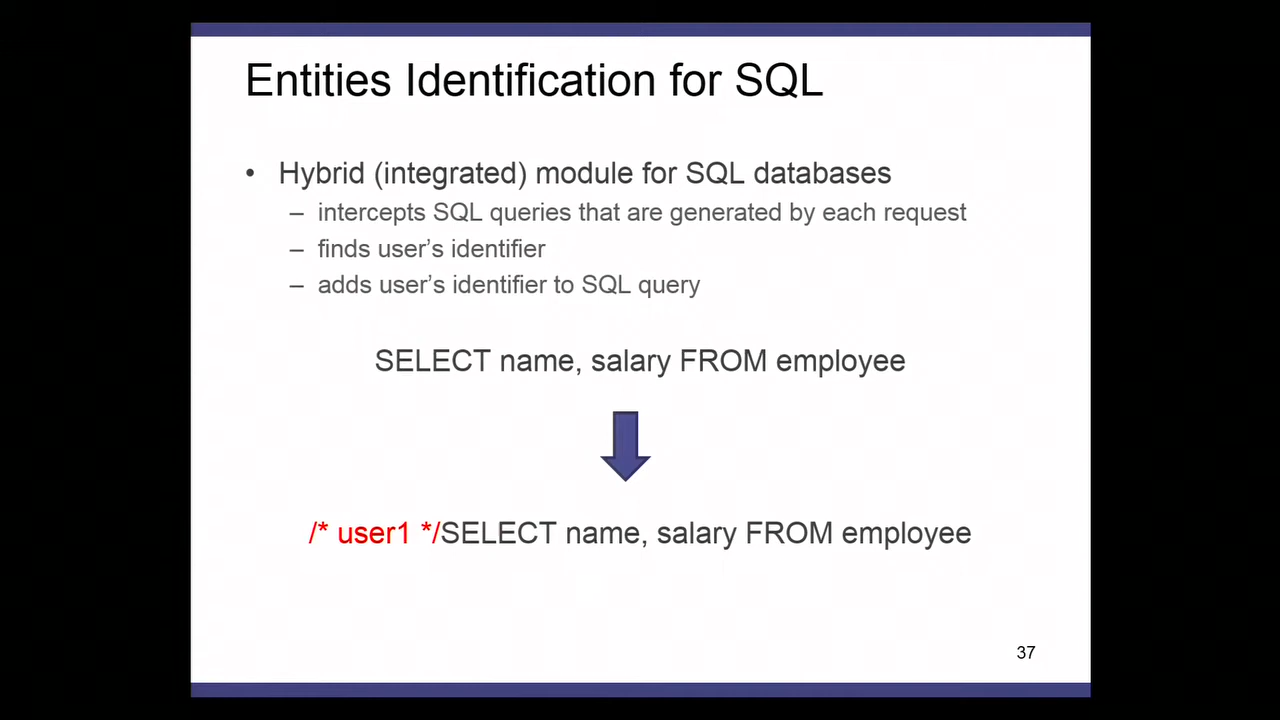 Entities Identification for SQL
• Hybrid (integrated) module for SQL databases
– intercepts SQL queries that are generated by each request
– finds user’s identifier
– adds user’s identifier to SQL query
SELECT name, salary FROM employee
/* user1 */SELECT name, salary FROM employee
37